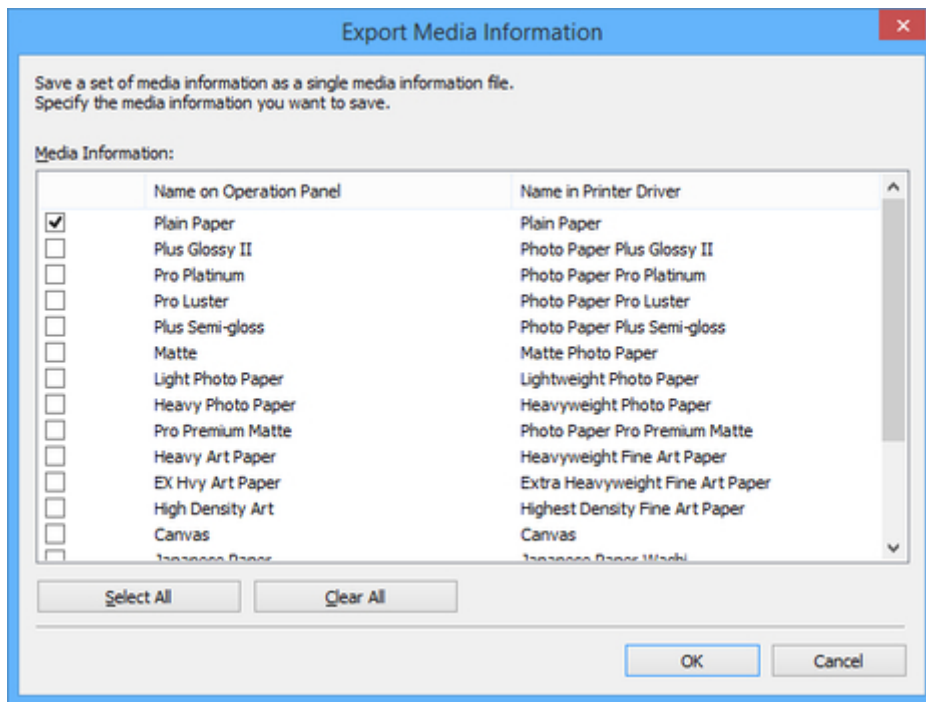 Export Media Information
Save a set of media information as a single media information file.
Specify the media information you want to save.
Media Information:
Name on Operation Panel Name in Printer Driver
Plain Paper Plain Paper
Plus Glossy II Photo Paper Plus Glossy II
Pro Platinum Photo Paper Pro Platinum
Pro Luster Photo Paper Pro Luster
Plus Semi-gloss Photo Paper Plus Semi-gloss
Matte Matte Photo Paper
Light Photo Paper Lightweight Photo Paper
Heavy Photo Paper Heavyweight Photo Paper
Pro Premium Matte Photo Paper Pro Premium Matte
Heavy Art Paper Heavyweight Fine Art Paper
EX Hvy Art Paper Extra Heavyweight Fine Art Paper
High Density Art Highest Density Fine Art Paper
Canvas Canvas
Japanese Paper Japanese Paper Washi
Select All Clear All
OK Cancel